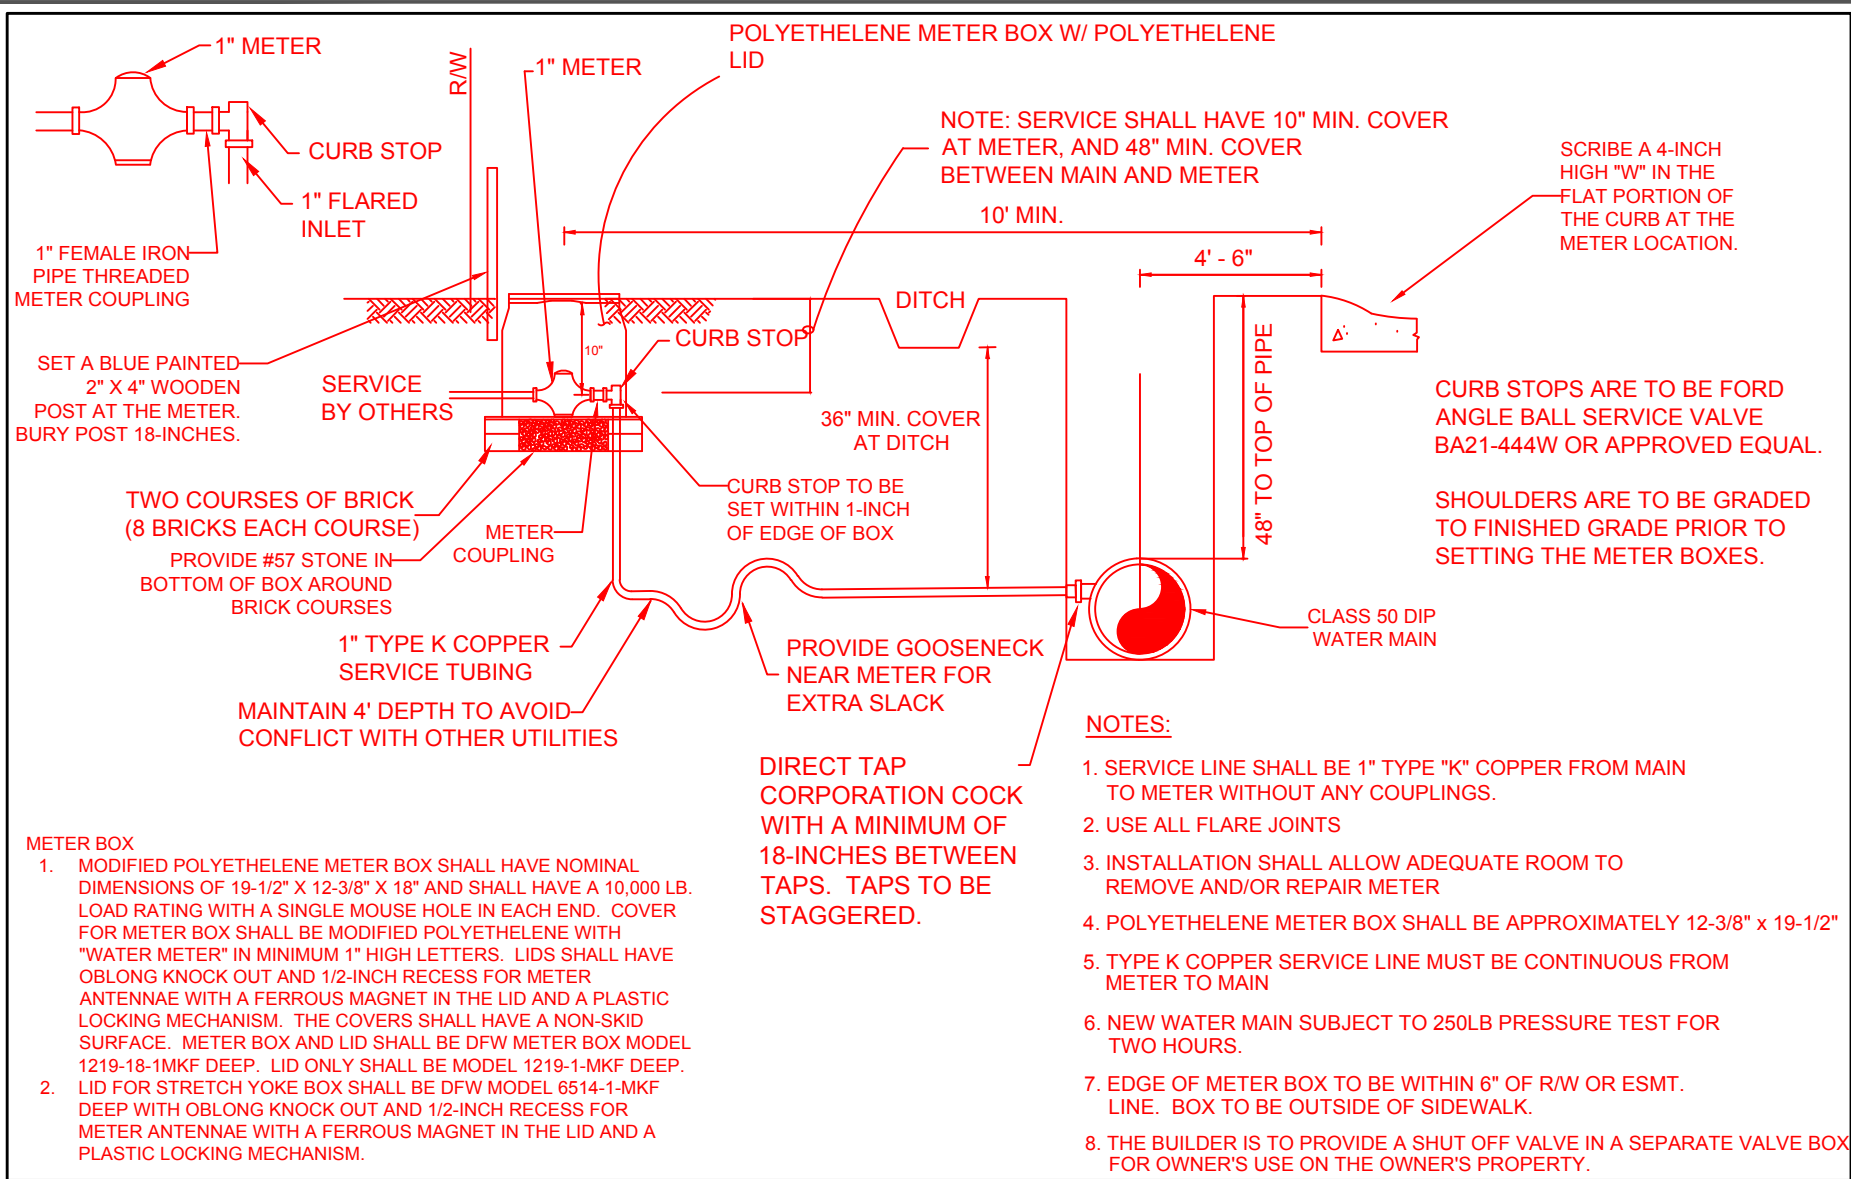 1" METER
CURB STOP
1" FLARED
INLET
1" FEMALE IRON
PIPE THREADED
METER COUPLING
R/W
1" METER
POLYETHELENE METER BOX W/ POLYETHELENE
LID
NOTE: SERVICE SHALL HAVE 10" MIN. COVER
AT METER, AND 48" MIN. COVER
BETWEEN MAIN AND METER
10' MIN.
4' - 6"
SCRIBE A 4-INCH
HIGH "W" IN THE
FLAT PORTION OF
THE CURB AT THE
METER LOCATION.
DITCH
CURB STOP
10"
SET A BLUE PAINTED
2" X 4" WOODEN
POST AT THE METER.
BURY POST 18-INCHES.
SERVICE
BY OTHERS
36" MIN. COVER
AT DITCH
48" TO TOP OF PIPE
CURB STOPS ARE TO BE FORD
ANGLE BALL SERVICE VALVE
BA21-444W OR APPROVED EQUAL.
SHOULDERS ARE TO BE GRADED
TO FINISHED GRADE PRIOR TO
SETTING THE METER BOXES.
TWO COURSES OF BRICK
(8 BRICKS EACH COURSE)
PROVIDE #57 STONE IN
BOTTOM OF BOX AROUND
BRICK COURSES
METER
COUPLING
CURB STOP TO BE
SET WITHIN 1-INCH
OF EDGE OF BOX
1" TYPE K COPPER
SERVICE TUBING
MAINTAIN 4' DEPTH TO AVOID
CONFLICT WITH OTHER UTILITIES
PROVIDE GOOSENECK
NEAR METER FOR
EXTRA SLACK
CLASS 50 DIP
WATER MAIN
DIRECT TAP
CORPORATION COCK
WITH A MINIMUM OF
18-INCHES BETWEEN
TAPS. TAPS TO BE
STAGGERED.
METER BOX
1. MODIFIED POLYETHELENE METER BOX SHALL HAVE NOMINAL
DIMENSIONS OF 19-1/2" X 12-3/8" X 18" AND SHALL HAVE A 10,000 LB.
LOAD RATING WITH A SINGLE MOUSE HOLE IN EACH END. COVER
FOR METER BOX SHALL BE MODIFIED POLYETHELENE WITH
"WATER METER" IN MINIMUM 1" HIGH LETTERS. LIDS SHALL HAVE
OBLONG KNOCK OUT AND 1/2-INCH RECESS FOR METER
ANTENNAE WITH A FERROUS MAGNET IN THE LID AND A PLASTIC
LOCKING MECHANISM. THE COVERS SHALL HAVE A NON-SKID
SURFACE. METER BOX AND LID SHALL BE DFW METER BOX MODEL
1219-18-1MKF DEEP. LID ONLY SHALL BE MODEL 1219-1-MKF DEEP.
2. LID FOR STRETCH YOKE BOX SHALL BE DFW MODEL 6514-1-MKF
DEEP WITH OBLONG KNOCK OUT AND 1/2-INCH RECESS FOR
METER ANTENNAE WITH A FERROUS MAGNET IN THE LID AND A
PLASTIC LOCKING MECHANISM.
NOTES:
1. SERVICE LINE SHALL BE 1" TYPE "K" COPPER FROM MAIN
TO METER WITHOUT ANY COUPLINGS.
2. USE ALL FLARE JOINTS
3. INSTALLATION SHALL ALLOW ADEQUATE ROOM TO
REMOVE AND/OR REPAIR METER
4. POLYETHELENE METER BOX SHALL BE APPROXIMATELY 12-3/8" x 19-1/2"
5. TYPE K COPPER SERVICE LINE MUST BE CONTINUOUS FROM
METER TO MAIN
6. NEW WATER MAIN SUBJECT TO 250LB PRESSURE TEST FOR
TWO HOURS.
7. EDGE OF METER BOX TO BE WITHIN 6" OF R/W OR ESMT.
LINE. BOX TO BE OUTSIDE OF SIDEWALK.
8. THE BUILDER IS TO PROVIDE A SHUT OFF VALVE IN A SEPARATE VALVE BOX
FOR OWNER'S USE ON THE OWNER'S PROPERTY.